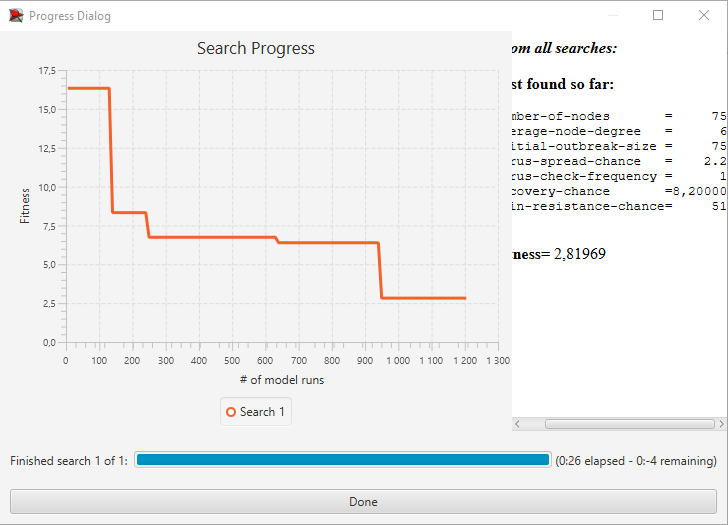 Progress Dialog
Search Progress
om all searches:
st found so far:
mber-of-nodes = 75
erage-node-degree = 6
itial-outbreak-size = 75
rus-spread-chance = 2.2
rus-check-frequency = 1
covery-chance =8,20000
in-resistance-chance= 51
tness= 2,81969
17,5
15,0
12,5
10,0
7,5
5,0
2,5
0,0
Fitness
0 100 200 300 400 500 600 700 800 900 1 000 1 100 1 200 1 300
# of model runs
Search 1
Finished search 1 of 1: (0:26 elapsed - 0:-4 remaining)
Done